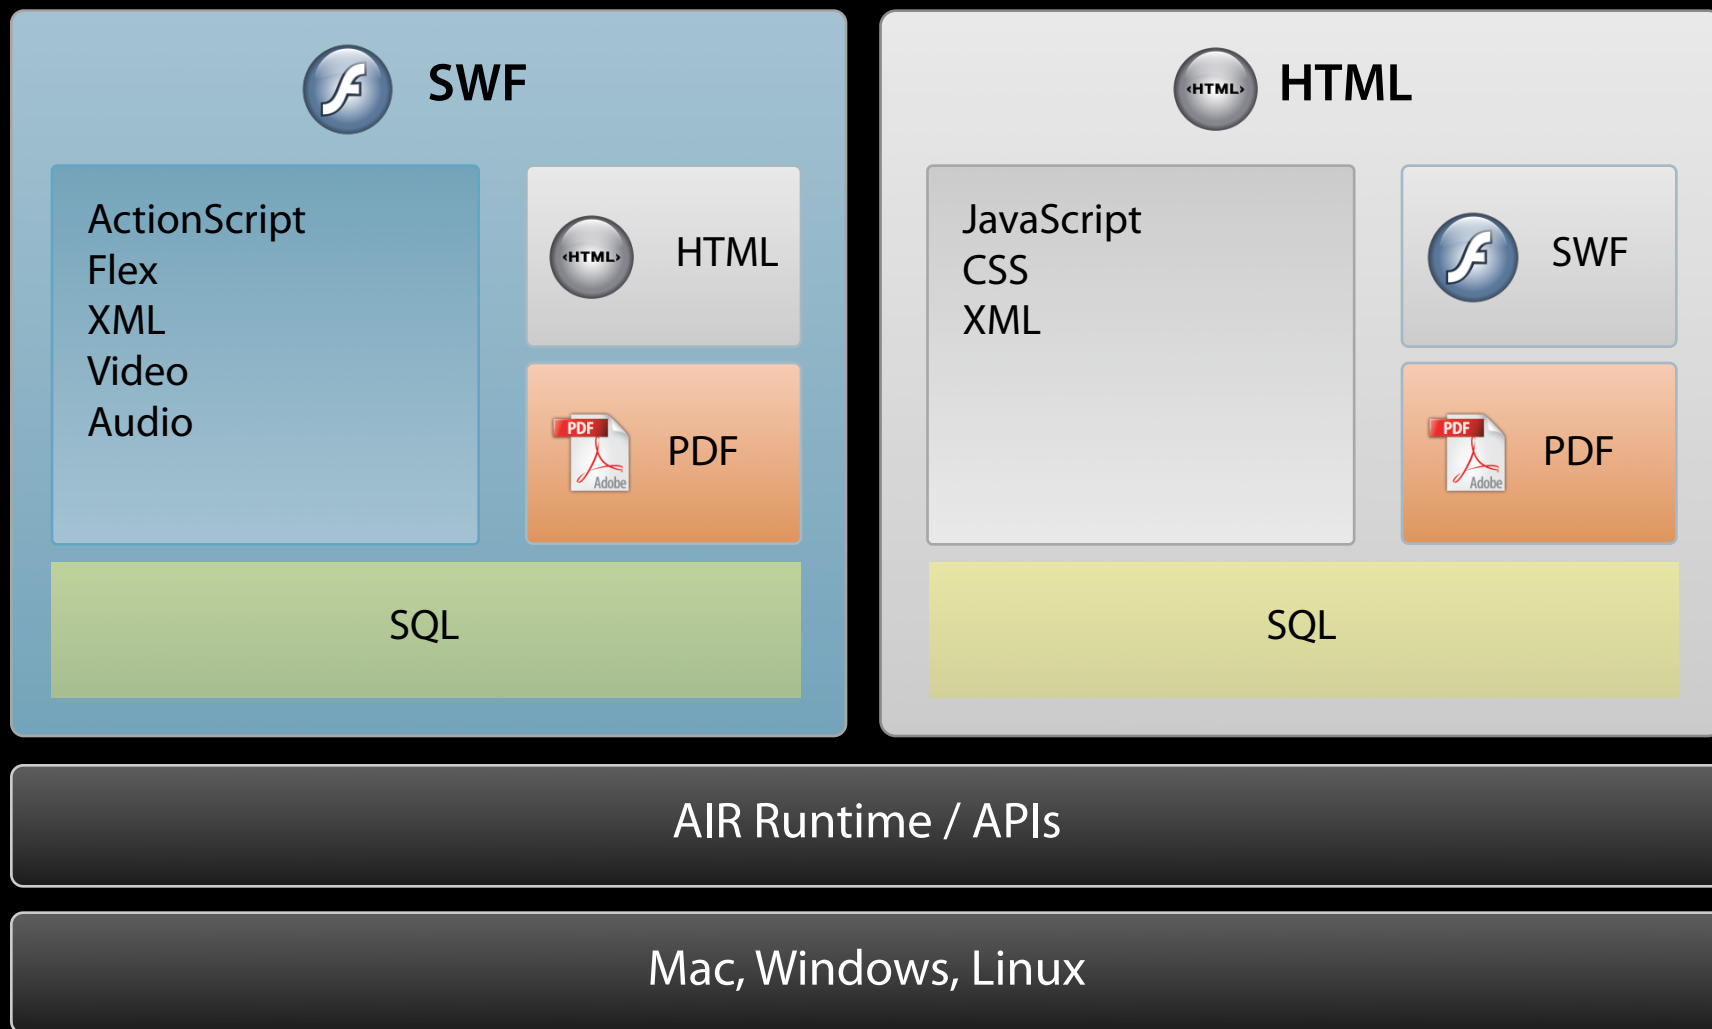 SWF
ActionScript
Flex
XML
Video
Audio
<HTML>
HTML
PDF
Adobe
PDF
SQL
<HTML>
HTML
JavaScript
CSS
XML
SWF
PDF
Adobe
PDF
SQL
AIR Runtime / APIs
Mac, Windows, Linux